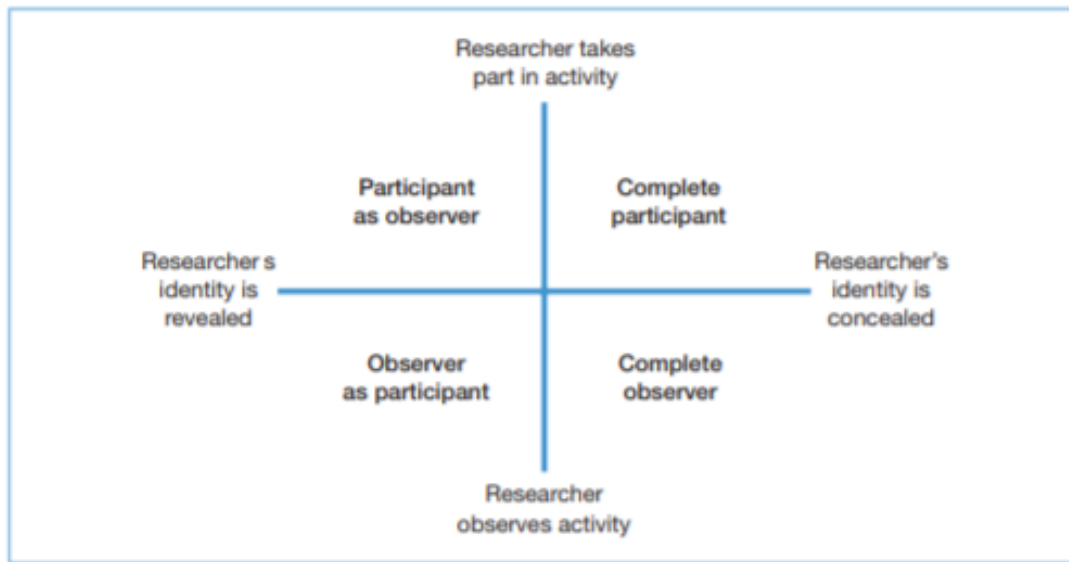 Researcher takes
part in activity
Participant
as observer
Complete
participant
Researcher s
identity is
revealed
Researcher's
identity is
concealed
Observer
as participant
Complete
observer
Researcher
observes activity